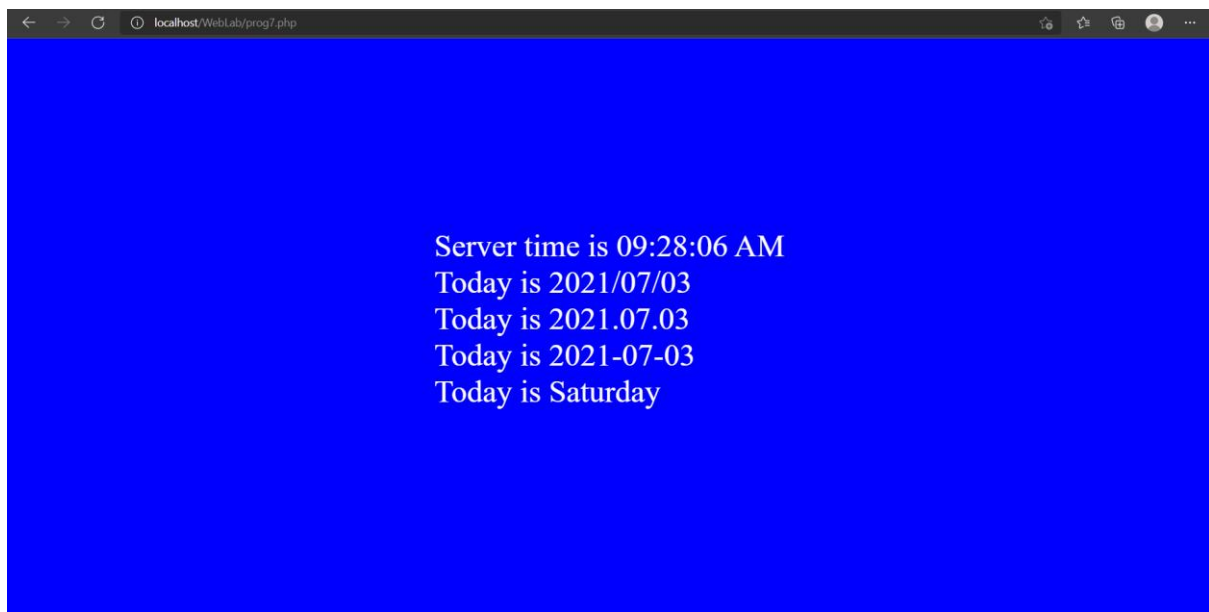 localhost/WebLab/prog7.php
Server time is 09:28:06 AM
Today is 2021/07/03
Today is 2021.07.03
Today is 2021-07-03
Today is Saturday